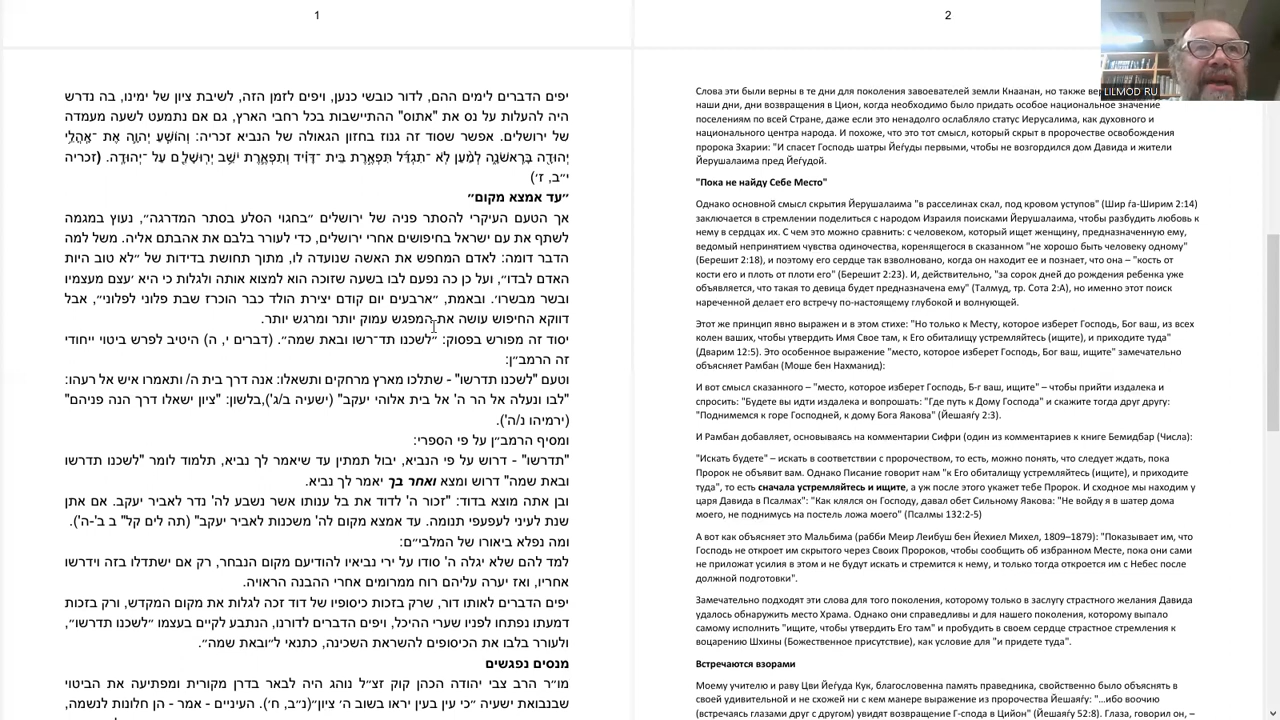 1
יפים הדברים לימים ההם, לדור כובשי כנען, ויפים לזמן הזה, לשיבת ציון של ימינו, בה נדרש
היה להעלות על נס את "אתוס" ההתיישבות בכל רחבי הארץ, גם אם נתמעט לשעה מעמדה
של ירושלים. אפשר שסוד זה גנוז בחזון הגאולה של הנביא זכריה: וְהוֹשִׁ֨עַ יְהוָ֜ה אֶת ־אָהֳלֵ֥י
יְהוּדָ֖ה בָּרִֽאשֹׁנָ֑ה לְמַ֨עַן לֹֽא ־תִגְדַּ֜ל תִּפְאֶ֣רֶת בֵּֽית ־דָּוִ֗יד וְתִפְאֶ֛רֶת יֹשֵׁ֥ב יְרוּשָׁלִַ֖ם עַל ־יְהוּדָֽה. (זכריה
י״ב, ז')
״עד אמצא מקום״
אך הטעם העיקרי להסתר פניה של ירושלים ״בחגוי הסלע בסתר המדרגה״, נעוץ במגמה
לשתף את עם ישראל בחיפושים אחרי ירושלים, כדי לעורר בלבם את אהבתם אליה. משל למה
הדבר דומה: לאדם המחפש את האשה שנועדה לו, מתוך תחושת בדידות של ״לא טוב היות
האדם לבדו״, ועל כן כה נפעם לבו בשעה שזוכה הוא למצוא אותה ולגלות כי היא ׳עצם מעצמיו
ובשר מבשרו׳. ובאמת, ״ארבעים יום קודם יצירת הולד כבר הוכרז שבת פלוני לפלוני״, אבל
דווקא החיפוש עושה את המפגש עמוק יותר ומרגש יותר.
יסוד זה מפורש בפסוק: ״לשכנו תד־רשו ובאת שמה״. (דברים י, ה) היטיב לפרש ביטוי ייחודי
זה הרמב״ן:
וטעם "לשכנו תדרשו" - שתלכו מארץ מרחקים ותשאלו: אנה דרך בית ה/ ותאמרו איש אל רעהו:
"לבו ונעלה אל הר ה' אל בית אלוהי יעקב" (ישעיה ב/ג'),בלשון: "ציון ישאלו דרך הנה פניהם"
(ירמיהו נ/ה').
ומסיף הרמב״ן על פי הספרי:
"תדרשו" - דרוש על פי הנביא, יבול תמתין עד שיאמר לך נביא, תלמוד לומר "לשכנו תדרשו
ובאת שמה" דרוש ומצא ואחר בך יאמר לך נביא.
ובן אתה מוצא בדוד: "זכור ה' לדוד את בל ענותו אשר נשבע לה' נדר לאביר יעקב. אם אתן
שנת לעיני לעפעפי תנומה. עד אמצא מקום לה' משכנות לאביר יעקב" (תה לים קל" ב ב'-ה').
ומה נפלא ביאורו של המלבי״ם:
למד להם שלא יגלה ה' סודו על ירי נביאיו להודיעם מקום הנבחר, רק אם ישתדלו בזה וידרשו
אחריו, ואז יערה עליהם רוח ממרומים אחרי ההבנה הראויה.
יפים הדברים לאותו דור, שרק בזכות כיסופיו של דוד זכה לגלות את מקום המקדש, ורק בזכות
דמעתו נפתחו לפניו שערי ההיכל, ויפים הדברים לדורנו, הנתבע לקיים בעצמו ״לשכנו תדרשו״,
ולעורר בלבו את הכיסופים להשראת השכינה, כתנאי ל״ובאת שמה״.
מנסים נפגשים
מו״ר הרב צבי יהודה הכהן קוק זצ״ל נוהג היה לבאר בדרן מקורית ומפתיעה את הביטוי
שבנבואת ישעיה ״כי עין בעין יראו בשוב ה׳ ציון״(נ״ב, ח׳). העיניים - אמר - הן חלונות לנשמה,
2
LILMOD RU
Слова эти были верны в те дни для поколения завоевателей земли Кнаанан, но также вер
наши дни, дни возвращения в Цион, когда необходимо было придать особое национальное значение
поселениям по всей Стране, даже если это ненадолго ослабляло статус Иерусалима, как духовного и
национального центра народа. И похоже, что это тот смысл, который скрыт в пророчестве освобождения
пророка Зхарии: "И спасет Господь шатры Йеѓуды первыми, чтобы не возгордился дом Давида и жители
Йерушалаима пред Йеѓудой.
"Пока не найду Себе Место"
Однако основной смысл скрытия Йерушалаима "в расселинах скал, под кровом уступов" (Шир ѓа-Ширим 2:14)
заключается в стремлении поделиться с народом Израиля поисками Йерушалаима, чтобы разбудить любовь к
нему в сердцах их. С чем это можно сравнить: с человеком, который ищет женщину, предназначенную ему,
ведомый неприятием чувства одиночества, коренящегося в сказанном "не хорошо быть человеку одному"
(Берешит 2:18), и поэтому его сердце так взволновано, когда он находит ее и познает, что она – "кость от
кости его и плоть от плоти его" (Берешит 2:23). И, действительно, "за сорок дней до рождения ребенка уже
объявляется, что такая то девица будет предназначена ему" (Талмуд, тр. Сота 2:А), но именно этот поиск
нареченной делает его встречу по-настоящему глубокой и волнующей.
Этот же принцип явно выражен и в этом стихе: "Но только к Месту, которое изберет Господь, Бог ваш, из всех
колен ваших, чтобы утвердить Имя Свое там, к Его обиталищу устремляйтесь (ищите), и приходите туда"
(Дварим 12:5). Это особенное выражение "место, которое изберет Господь, Бог ваш, ищите" замечательно
объясняет Рамбан (Моше бен Нахманид):
И вот смысл сказанного – "место, которое изберет Господь, Б-г ваш, ищите" – чтобы прийти издалека и
спросить: "Будете вы идти издалека и вопрошать: "Где путь к Дому Господа" и скажите тогда друг другу:
"Поднимемся к горе Господней, к дому Бога Яакова" (Йешаяѓу 2:3).
И Рамбан добавляет, основываясь на комментарии Сифри (один из комментариев к книге Бемидбар (Числа):
"Искать будете" – искать в соответствии с пророчеством, то есть, можно понять, что следует ждать, пока
Пророк не объявит вам. Однако Писание говорит нам "к Его обиталищу устремляйтесь (ищите), и приходите
туда", то есть сначала устремляйтесь и ищите, а уж после этого укажет тебе Пророк. И сходное мы находим у
царя Давида в Псалмах": "Как клялся он Господу, давал обет Сильному Яакова: "Не войду я в шатер дома
моего, не поднимусь на постель ложа моего" (Псалмы 132:2-5)
А вот как объясняет это Мальбима (рабби Меир Лейбуш бен Йехиел Михел, 1809–1879): "Показывает им, что
Господь не откроет им скрытого через Своих Пророков, чтобы сообщить об избранном Месте, пока они сами
не приложат усилия в этом и не будут искать и стремится к нему, и только тогда откроется им с Небес после
должной подготовки".
Замечательно подходят эти слова для того поколения, которому только в заслугу страстного желания Давида
удалось обнаружить место Храма. Однако они справедливы и для нашего поколения, которому выпало
самому исполнить "ищите, чтобы утвердить Его там" и пробудить в своем сердце страстное стремления к
воцарению Шхины (Божественное присутствие), как условие для "и придете туда".
Встречаются взорами
Моему учителю и раву Цви Йеѓуда Кук, благословенна память праведника, свойственно было объяснять в
своей удивительной и не схожей ни с кем манере выражение из пророчества Йешаяѓу: "...ибо воочию
(встречаясь глазами друг с другом) увидят возвращение Г-спода в Цийон" (Йешаяѓу 52:8). Глаза, говорил он, –